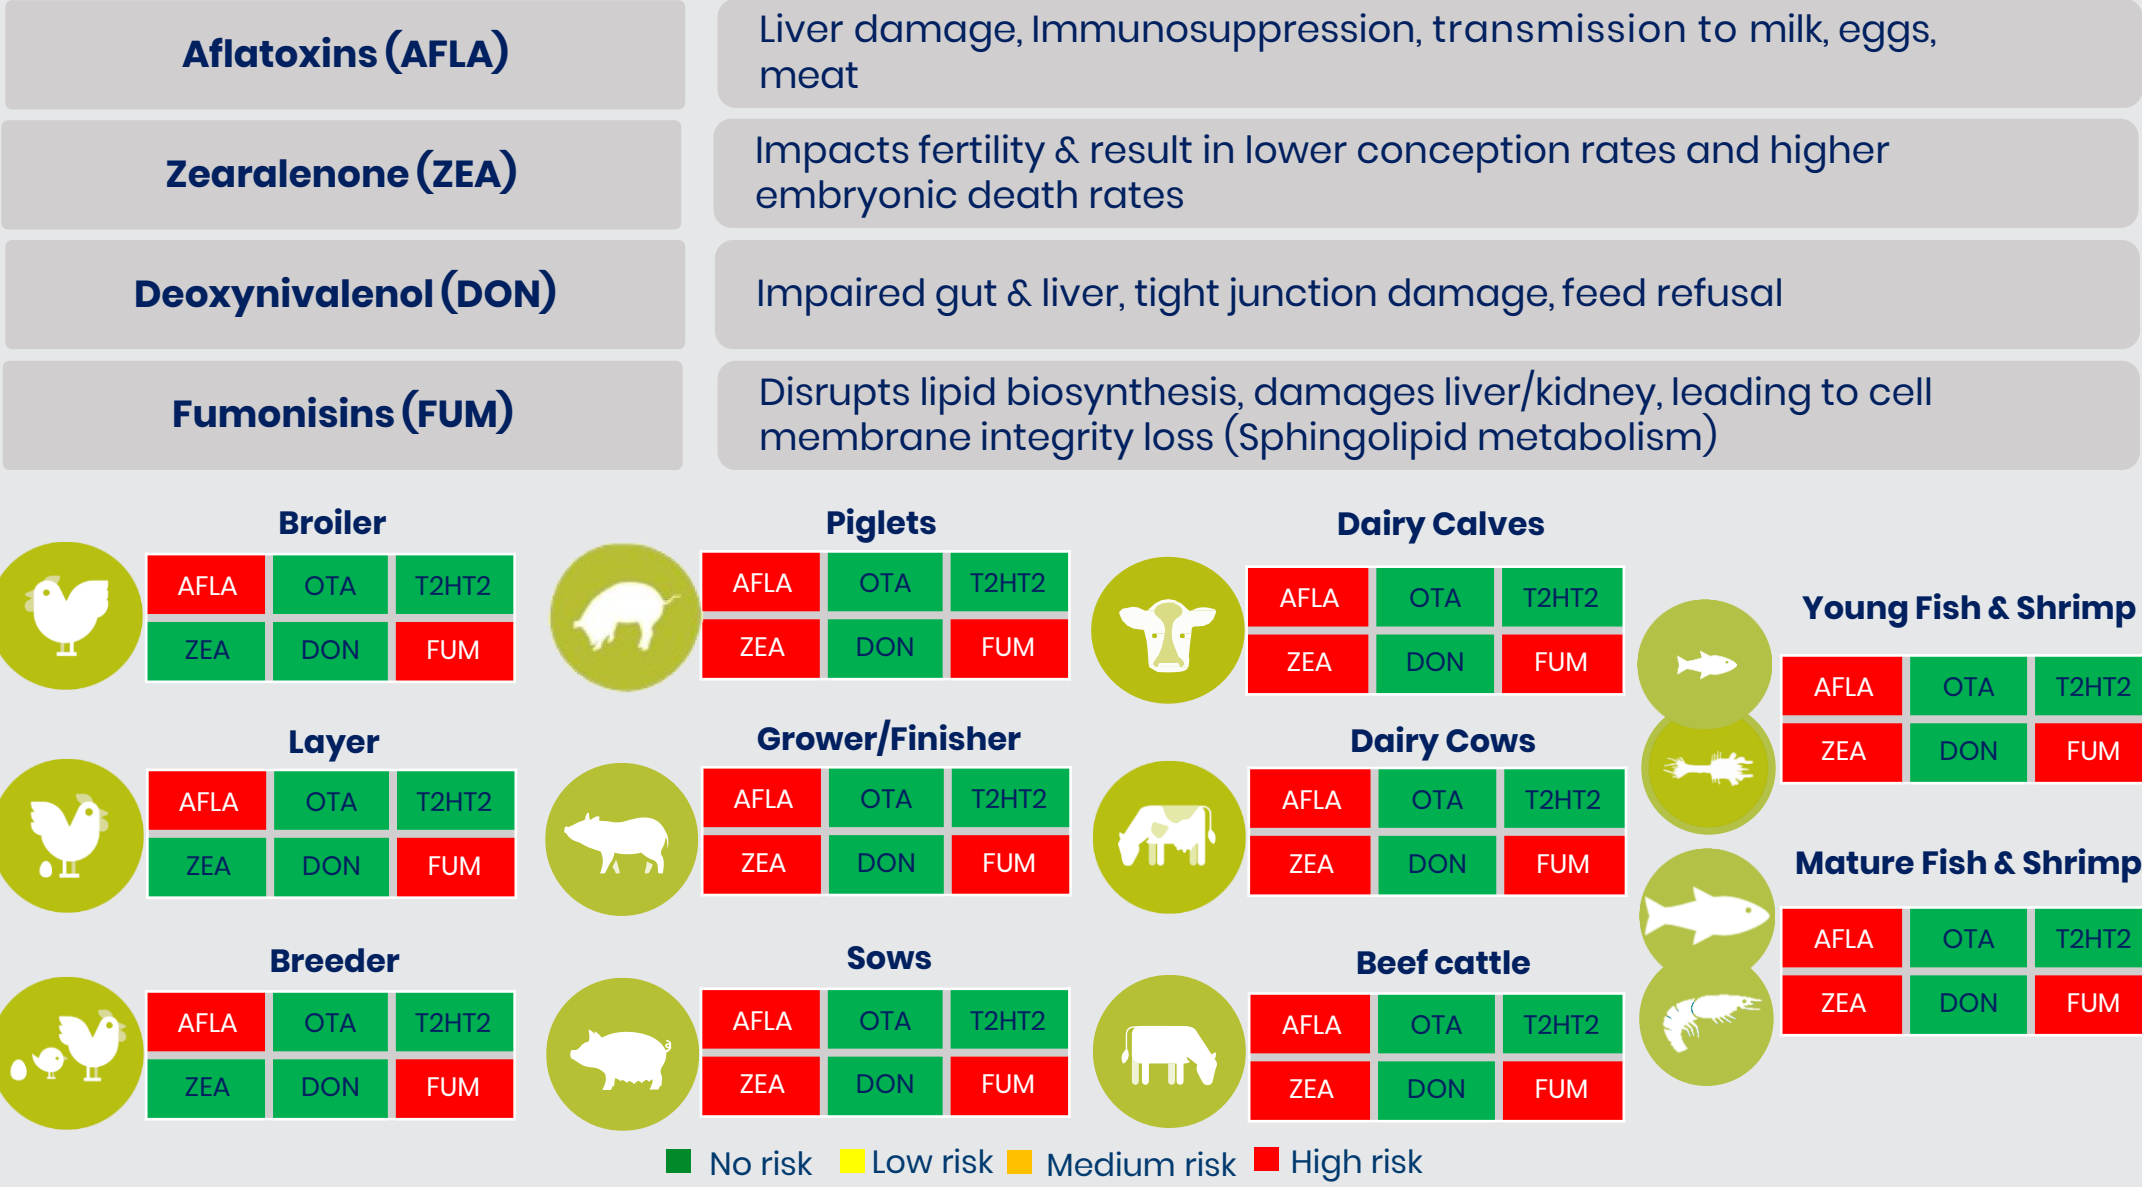 Aflatoxins (AFLA)
Liver damage, Immunosuppression, transmission to milk, eggs,
meat
Zearalenone (ZEA)
Impacts fertility & result in lower conception rates and higher
embryonic death rates
Deoxynivalenol (DON)
Impaired gut & liver, tight junction damage, feed refusal
Fumonisins (FUM)
Disrupts lipid biosynthesis, damages liver/kidney, leading to cell
membrane integrity loss (Sphingolipid metabolism)
Broiler
AFLA OTA T2HT2
ZEA DON FUM
Layer
AFLA OTA T2HT2
ZEA DON FUM
Breeder
AFLA OTA T2HT2
ZEA DON FUM
Piglets
AFLA OTA T2HT2
ZEA DON FUM
Grower/Finisher
AFLA OTA T2HT2
ZEA DON FUM
Sows
AFLA OTA T2HT2
ZEA DON FUM
Dairy Calves
AFLA OTA T2HT2
ZEA DON FUM
Dairy Cows
AFLA OTA T2HT2
ZEA DON FUM
Beef cattle
AFLA OTA T2HT2
ZEA DON FUM
Young Fish & Shrimp
AFLA OTA T2HT2
ZEA DON FUM
Mature Fish & Shrimp
AFLA OTA T2HT2
ZEA DON FUM
No risk Low risk Medium risk High risk